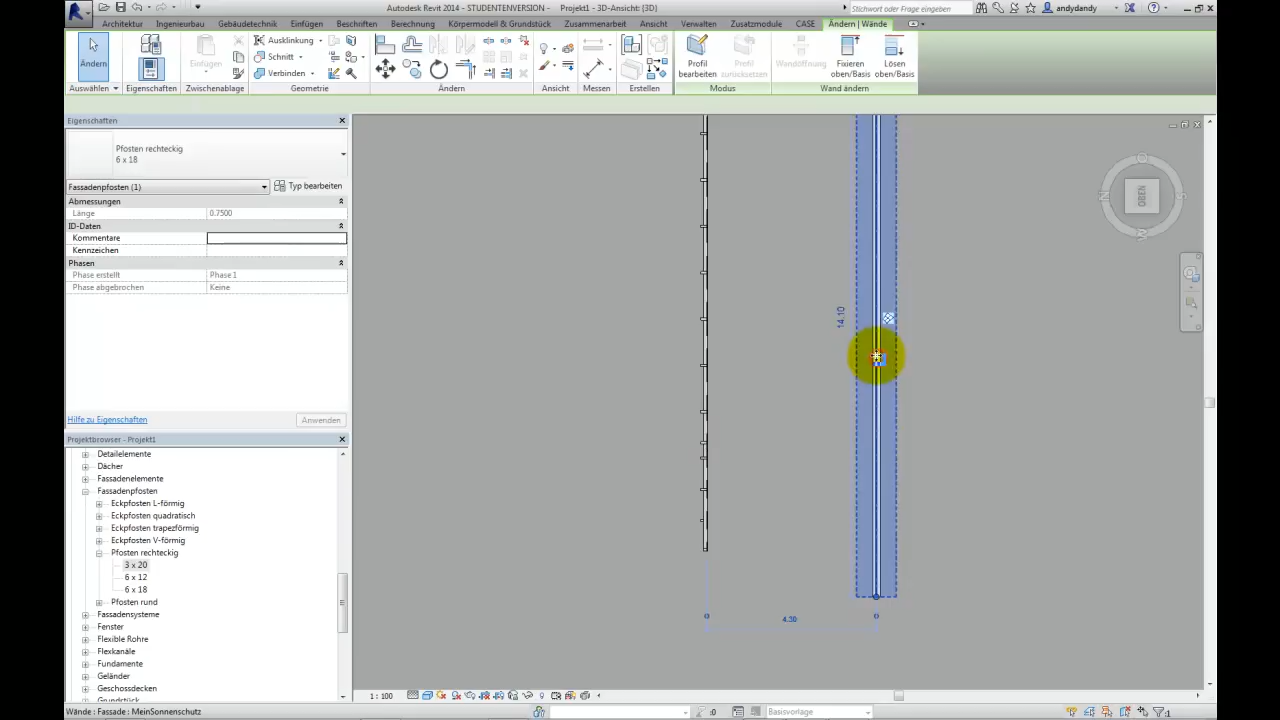 Autodesk Revit 2014 - STUDENTENVERSION - Projekt1 - 3D-Ansicht: {3D}
Stichwort oder Frage eingeben
andydandy
Architektur
Ingenieurbau
Gebäudetechnik
Einfügen
Beschriften
Berechnung
Körpermodell & Grundstück
Zusammenarbeit
Ansicht
Verwalten
Zusatzmodule
CASE
Ändern | Wände
Ändern
Eigenschaften
Einfügen
Ausklinkung
Schnitt
Verbinden
Profil
bearbeiten
Profil
zurücksetzen
Wandöffnung
Fixieren
oben/Basis
Lösen
oben/Basis
Auswählen
Eigenschaften
Zwischenablage
Geometrie
Ändern
Ansicht
Messen
Erstellen
Modus
Wand ändern
Eigenschaften
Pfosten rechteckig
6 x 18
Fassadenpfosten (1)
Typ bearbeiten
Abmessungen
Länge
0.7500
ID-Daten
Kommentare
Kennzeichen
Phasen
Phase erstellt
Phase 1
Phase abgebrochen
Keine
Hilfe zu Eigenschaften
Anwenden
Projektbrowser - Projekt1
Detailelemente
Dächer
Fassadenelemente
Fassadenpfosten
Eckpfosten L-förmig
Eckpfosten quadratisch
Eckpfosten trapezförmig
Eckpfosten V-förmig
Pfosten rechteckig
3 x 20
6 x 12
6 x 18
Pfosten rund
Fassadensysteme
Fenster
Flexible Rohre
Flexkanäle
Fundamente
Geländer
Geschossdecken
Grundstück
14.10
4.30
OBEN
1 : 100
Wände : Fassade : MeinSonnenschutz
:0
Basisvorlage
:1